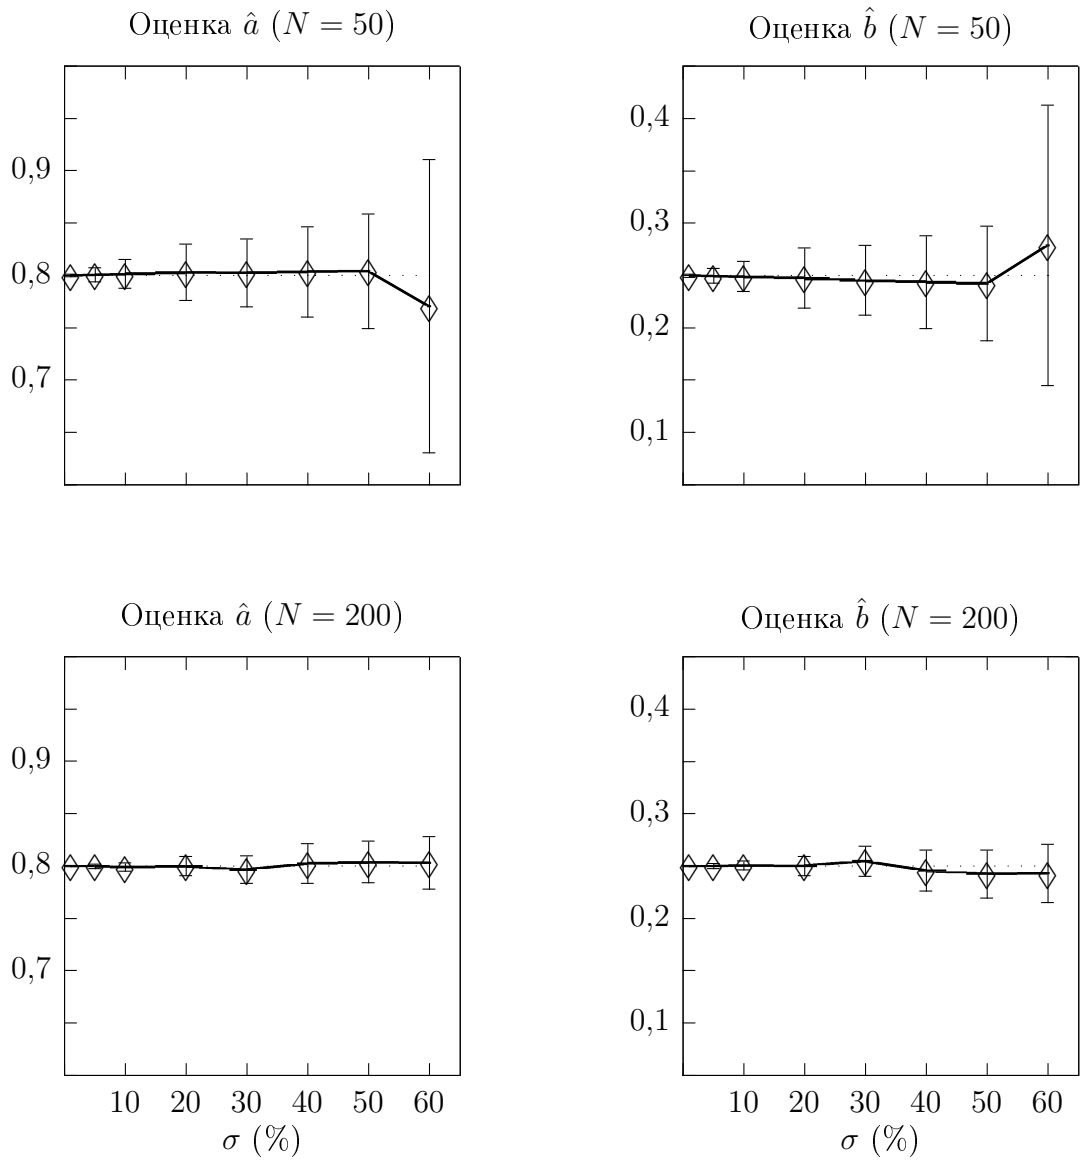 Оценка â (N = 50)
Оценка b̂ (N = 50)
0,9
0,8
0,7
0,4
0,3
0,2
0,1
Оценка â (N = 200)
Оценка b̂ (N = 200)
0,9
0,8
0,7
10 20 30 40 50 60
σ (%)
0,4
0,3
0,2
0,1
10 20 30 40 50 60
σ (%)